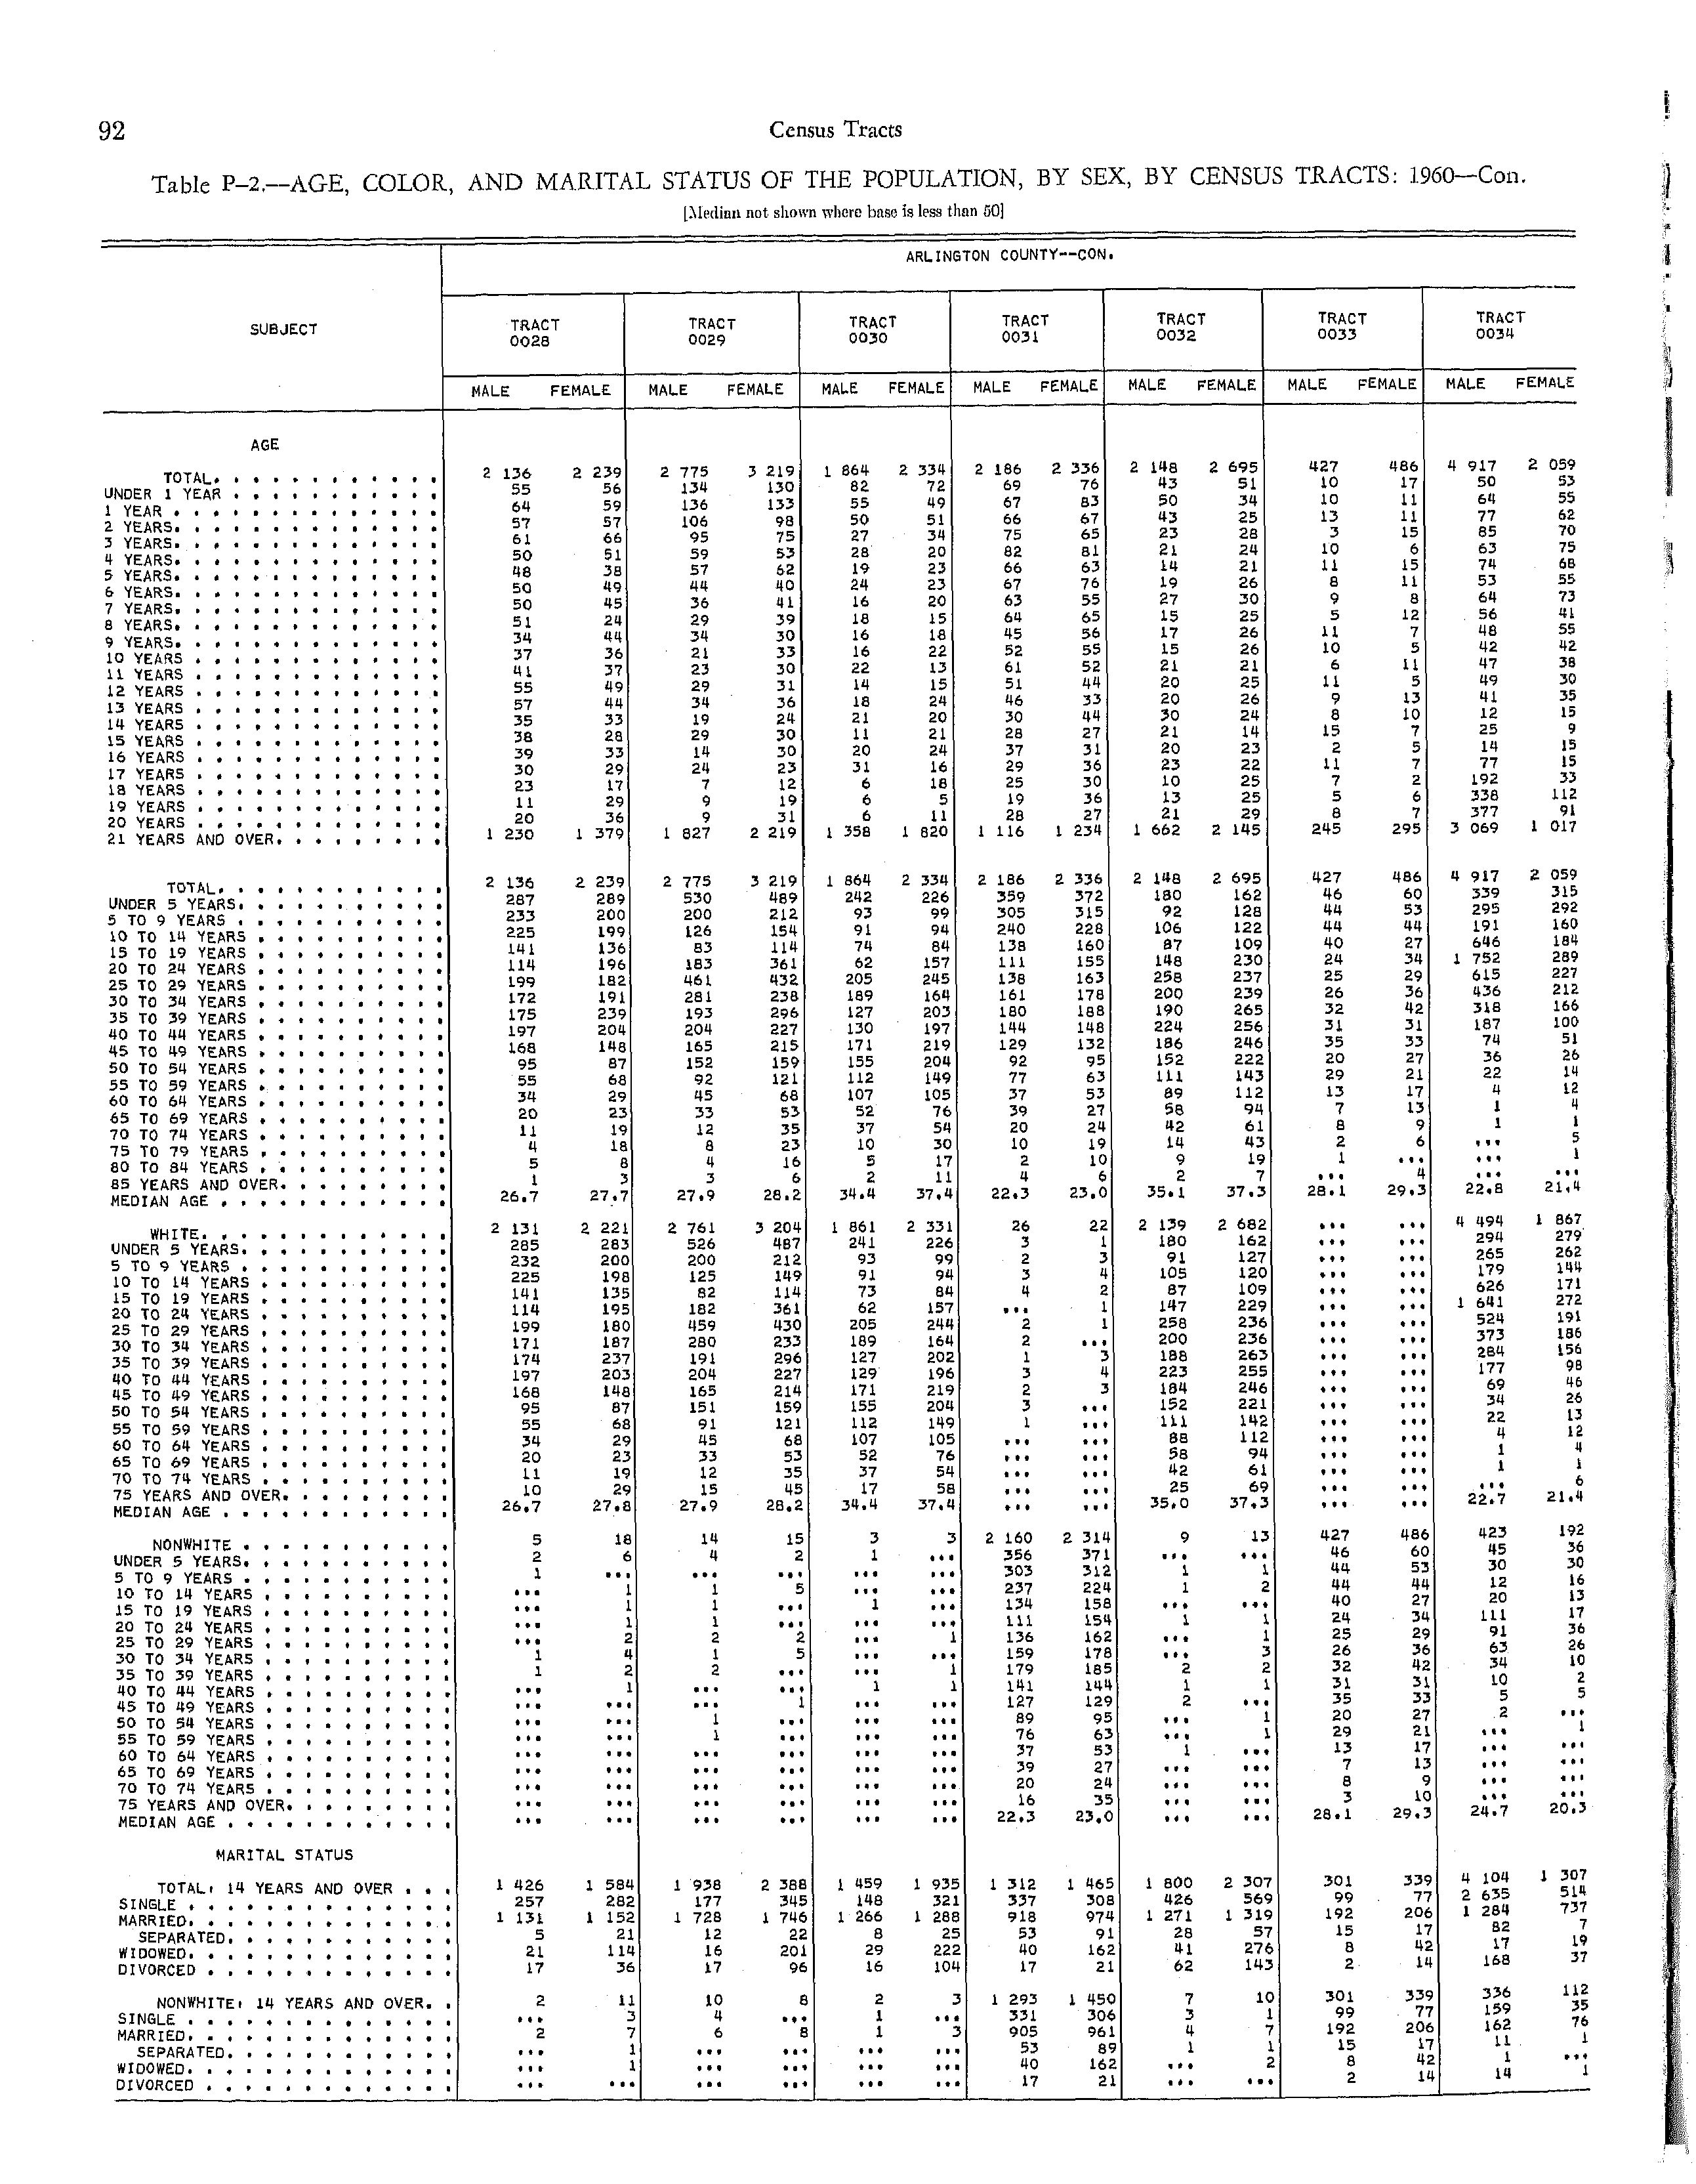 92
Census Tracts
Table P-2.—AGE, COLOR, AND MARITAL STATUS OF THE POPULATION, BY SEX, BY CENSUS TRACTS: 1960—Con.
[Median not shown where base is less than 50]
SUBJECT
ARLINGTON COUNTY--CON.
TRACT 0028 TRACT 0029 TRACT 0030 TRACT 0031 TRACT 0032 TRACT 0033 TRACT 0034
MALE FEMALE MALE FEMALE MALE FEMALE MALE FEMALE MALE FEMALE MALE FEMALE MALE FEMALE
AGE
TOTAL. 2 136 2 239 2 775 3 219 1 864 2 334 2 186 2 336 2 148 2 695 427 486 4 917 2 059
UNDER 1 YEAR 55 56 134 130 82 72 69 76 43 51 10 17 50 53
1 YEAR 64 59 136 133 55 49 67 83 50 34 10 11 64 55
2 YEARS. 57 57 106 98 50 51 66 67 43 25 13 11 77 62
3 YEARS. 61 66 95 75 27 34 75 65 23 28 3 15 85 70
4 YEARS. 50 51 59 53 28 20 82 81 21 24 10 6 63 75
5 YEARS. 48 38 57 62 19 23 66 63 14 21 11 15 74 68
6 YEARS. 50 49 44 40 24 23 67 76 19 26 8 11 53 55
7 YEARS. 50 45 36 41 16 20 63 55 27 30 9 8 64 73
8 YEARS. 51 24 29 39 18 15 64 65 15 25 5 12 56 41
9 YEARS. 34 44 34 30 16 18 45 56 17 26 11 7 48 55
10 YEARS 37 36 21 33 16 22 52 55 15 26 10 5 42 42
11 YEARS 41 37 23 30 22 13 61 52 21 21 6 11 47 38
12 YEARS 55 49 29 31 14 15 51 44 20 25 11 5 49 30
13 YEARS 57 44 34 36 18 24 46 33 20 26 9 13 41 35
14 YEARS 35 33 19 24 21 20 30 44 30 24 8 10 12 15
15 YEARS 38 28 29 30 11 21 28 27 21 14 15 7 25 9
16 YEARS 39 33 14 30 20 24 37 31 20 23 2 5 14 15
17 YEARS 30 29 24 23 31 16 29 36 23 22 11 7 77 15
18 YEARS 23 17 7 12 6 18 25 30 10 25 7 2 192 33
19 YEARS 11 29 9 19 6 5 19 36 13 25 5 6 338 112
20 YEARS 20 36 9 31 6 11 28 27 21 29 8 7 377 91
21 YEARS AND OVER. 1 230 1 379 1 827 2 219 1 358 1 820 1 116 1 234 1 662 2 145 245 295 3 069 1 017
TOTAL. 2 136 2 239 2 775 3 219 1 864 2 334 2 186 2 336 2 148 2 695 427 486 4 917 2 059
UNDER 5 YEARS. 287 289 530 489 242 226 359 372 180 162 46 60 339 315
5 TO 9 YEARS 233 200 200 212 93 99 305 315 92 128 44 53 295 292
10 TO 14 YEARS 225 199 126 154 91 94 240 228 106 122 44 44 191 160
15 TO 19 YEARS 141 136 83 114 74 84 138 160 87 109 40 27 646 184
20 TO 24 YEARS 114 196 183 361 62 157 111 155 148 230 24 34 1 752 289
25 TO 29 YEARS 199 182 461 432 205 245 138 163 258 237 25 29 615 227
30 TO 34 YEARS 172 191 281 238 189 164 161 178 200 239 26 36 436 212
35 TO 39 YEARS 175 239 193 296 127 203 180 188 190 265 32 42 318 166
40 TO 44 YEARS 197 204 204 227 130 197 144 148 224 256 31 31 187 100
45 TO 49 YEARS 168 148 165 215 171 219 129 132 186 246 35 33 74 51
50 TO 54 YEARS 95 87 152 159 155 204 92 95 152 222 20 27 36 26
55 TO 59 YEARS 55 68 92 121 112 149 77 63 111 143 29 21 22 14
60 TO 64 YEARS 34 29 45 68 107 105 37 53 89 112 13 17 4 12
65 TO 69 YEARS 20 23 33 53 52 76 39 27 58 94 7 13 1 4
70 TO 74 YEARS 11 19 12 35 37 54 20 24 42 61 8 9 1 1
75 TO 79 YEARS 4 18 8 23 10 30 10 19 14 43 2 6 ... 5
80 TO 84 YEARS 5 8 4 16 5 17 2 10 9 19 1 ... ... 1
85 YEARS AND OVER. 1 3 3 6 2 11 4 6 2 7 ... 4 ... ...
MEDIAN AGE 26.7 27.7 27.9 28.2 34.4 37.4 22.3 23.0 35.1 37.3 28.1 29.3 22.8 21.4
WHITE. 2 131 2 221 2 761 3 204 1 861 2 331 26 22 2 139 2 682 ... ... 4 494 1 867
UNDER 5 YEARS. 285 283 526 487 241 226 3 1 180 162 ... ... 294 279
5 TO 9 YEARS 232 200 200 212 93 99 2 3 91 127 ... ... 265 262
10 TO 14 YEARS 225 198 125 149 91 94 3 4 105 120 ... ... 179 144
15 TO 19 YEARS 141 135 82 114 73 84 4 2 87 109 ... ... 626 171
20 TO 24 YEARS 114 195 182 361 62 157 ... 1 147 229 ... ... 1 641 272
25 TO 29 YEARS 199 180 459 430 205 244 2 1 258 236 ... ... 524 191
30 TO 34 YEARS 171 187 280 233 189 164 2 ... 200 236 ... ... 373 186
35 TO 39 YEARS 174 237 191 296 127 202 1 3 188 263 ... ... 284 156
40 TO 44 YEARS 197 203 204 227 129 196 3 4 223 255 ... ... 177 98
45 TO 49 YEARS 168 148 165 214 171 219 2 3 184 246 ... ... 69 46
50 TO 54 YEARS 95 87 151 159 155 204 3 ... 152 221 ... ... 34 26
55 TO 59 YEARS 55 68 91 121 112 149 1 ... 111 142 ... ... 22 13
60 TO 64 YEARS 34 29 45 68 107 105 ... ... 88 112 ... ... 4 12
65 TO 69 YEARS 20 23 33 53 52 76 ... ... 58 94 ... ... 1 4
70 TO 74 YEARS 11 19 12 35 37 54 ... ... 42 61 ... ... 1 1
75 YEARS AND OVER. 10 29 15 45 17 58 ... ... 25 69 ... ... ... 6
MEDIAN AGE 26.7 27.8 27.9 28.2 34.4 37.4 ... ... 35.0 37.3 ... ... 22.7 21.4
NONWHITE 5 18 14 15 3 3 2 160 2 314 9 13 427 486 423 192
UNDER 5 YEARS. 2 6 4 2 1 ... 356 371 ... ... 46 60 45 36
5 TO 9 YEARS 1 ... ... ... ... ... 303 312 1 1 44 53 30 30
10 TO 14 YEARS ... 1 1 5 ... ... 237 224 1 2 44 44 12 16
15 TO 19 YEARS ... 1 1 ... 1 ... 134 158 ... ... 40 27 20 13
20 TO 24 YEARS ... 1 1 ... ... ... 111 154 1 1 24 34 111 17
25 TO 29 YEARS ... 2 2 2 ... 1 136 162 ... 1 25 29 91 36
30 TO 34 YEARS 1 4 1 5 ... ... 159 178 ... 3 26 36 63 26
35 TO 39 YEARS 1 2 2 ... ... 1 179 185 2 2 32 42 34 10
40 TO 44 YEARS ... 1 ... ... 1 1 141 144 1 1 31 31 10 2
45 TO 49 YEARS ... ... ... 1 ... ... 127 129 2 ... 35 33 5 5
50 TO 54 YEARS ... ... 1 ... ... ... 89 95 ... 1 20 27 2 ...
55 TO 59 YEARS ... ... 1 ... ... ... 76 63 ... 1 29 21 ... 1
60 TO 64 YEARS ... ... ... ... ... ... 37 53 1 ... 13 17 ... ...
65 TO 69 YEARS ... ... ... ... ... ... 39 27 ... ... 7 13 ... ...
70 TO 74 YEARS ... ... ... ... ... ... 20 24 ... ... 8 9 ... ...
75 YEARS AND OVER. ... ... ... ... ... ... 16 35 ... ... 3 10 ... ...
MEDIAN AGE ... ... ... ... ... ... 22.3 23.0 ... ... 28.1 29.3 24.7 20.3
MARITAL STATUS
TOTAL, 14 YEARS AND OVER 1 426 1 584 1 938 2 388 1 459 1 935 1 312 1 465 1 800 2 307 301 339 4 104 1 307
SINGLE 257 282 177 345 148 321 337 308 426 569 99 77 2 635 514
MARRIED. 1 131 1 152 1 728 1 746 1 266 1 288 918 974 1 271 1 319 192 206 1 284 737
SEPARATED. 5 21 12 22 8 25 53 91 28 57 15 17 82 7
WIDOWED. 21 114 16 201 29 222 40 162 41 276 8 42 17 19
DIVORCED 17 36 17 96 16 104 17 21 62 143 2 14 168 37
NONWHITE, 14 YEARS AND OVER. 2 11 10 8 2 3 1 293 1 450 7 10 301 339 336 112
SINGLE ... 3 4 ... 1 ... 331 306 3 1 99 77 159 35
MARRIED. 2 7 6 8 1 3 905 961 4 7 192 206 162 76
SEPARATED. ... 1 ... ... ... ... 53 89 1 1 15 17 11 1
WIDOWED. ... 1 ... ... ... ... 40 162 ... 2 8 42 1 ...
DIVORCED ... ... ... ... ... ... 17 21 ... ... 2 14 14 1